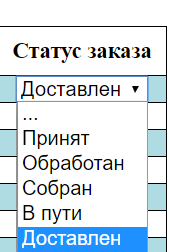 Статус заказа
Доставлен
...
Принят
Обработан
Собран
В пути
Доставлен